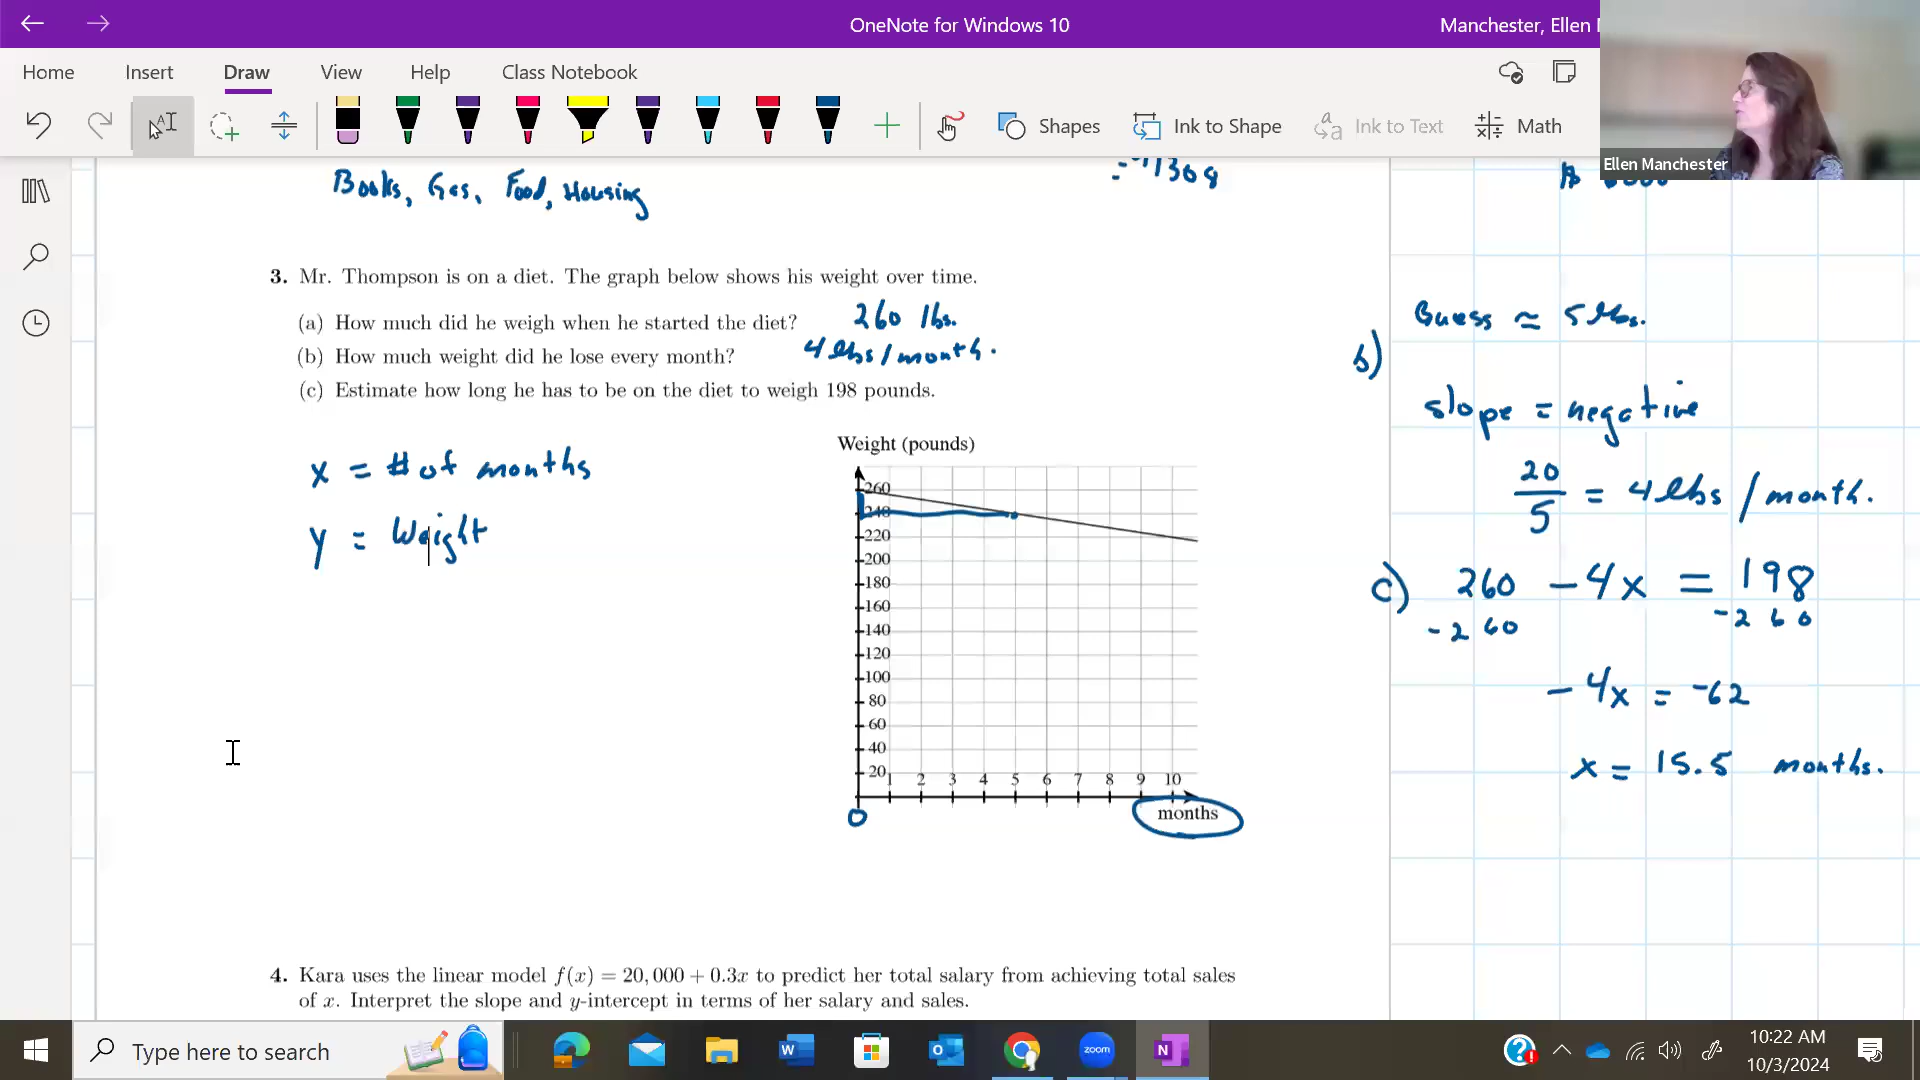 OneNote for Windows 10
Manchester, Ellen
Home Insert Draw View Help Class Notebook
Shapes Ink to Shape Ink to Text Math
Ellen Manchester
Books, Gas, Food, Housing
3. Mr. Thompson is on a diet. The graph below shows his weight over time.
(a) How much did he weigh when he started the diet? 260 lbs.
(b) How much weight did he lose every month? 4 lbs/month.
(c) Estimate how long he has to be on the diet to weigh 198 pounds.
x = # of months
y = Weight
Weight (pounds)
260
240
220
200
180
160
140
120
100
80
60
40
20
1 2 3 4 5 6 7 8 9 10
0
months
Guess ≈ 5 lbs.
b)
slope = negative
20/5 = 4 lbs / month.
c) 260 - 4x = 198
-260 -260
-4x = -62
x = 15.5 months.
4. Kara uses the linear model f(x) = 20,000 + 0.3x to predict her total salary from achieving total sales
of x. Interpret the slope and y-intercept in terms of her salary and sales.
Type here to search
zoom
10:22 AM
10/3/2024